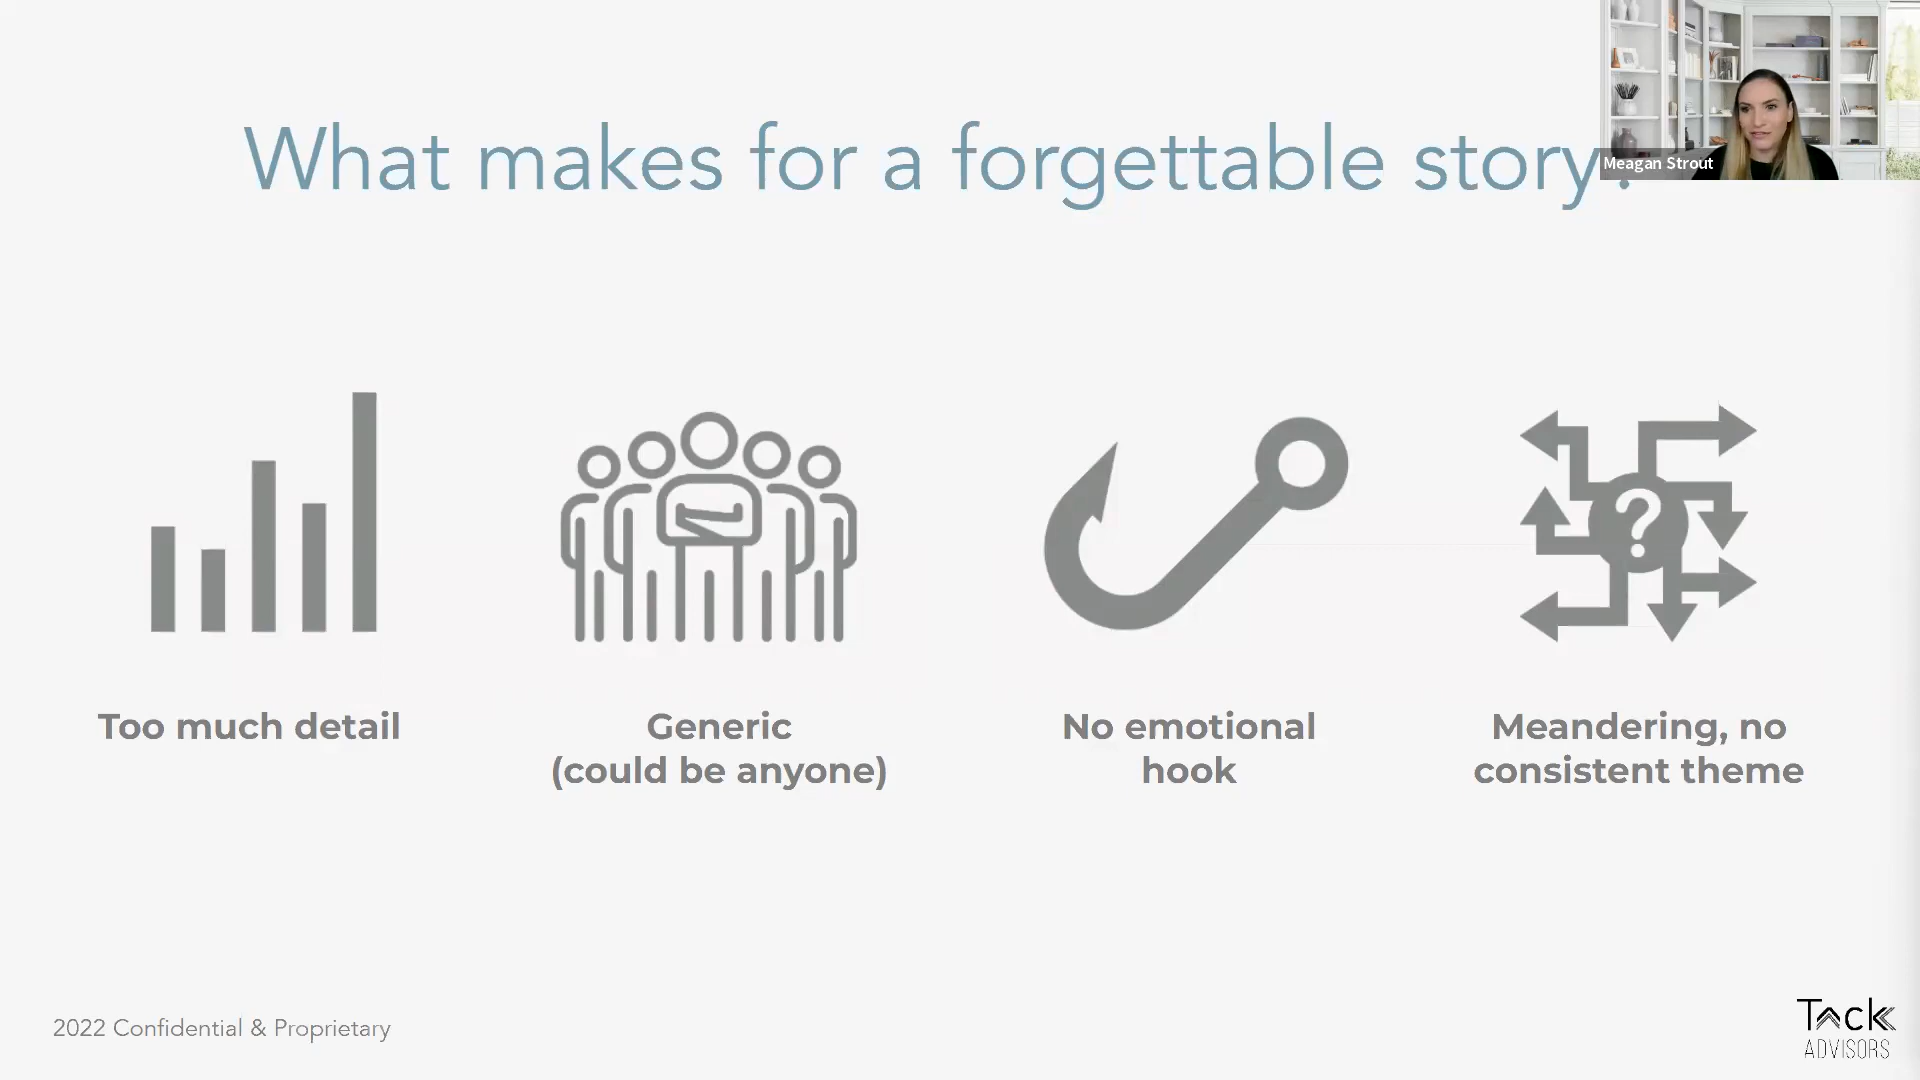 What makes for a forgettable story?
Meagan Strout
?
Too much detail
Generic
(could be anyone)
No emotional
hook
Meandering, no
consistent theme
2022 Confidential & Proprietary
Tack
ADVISORS